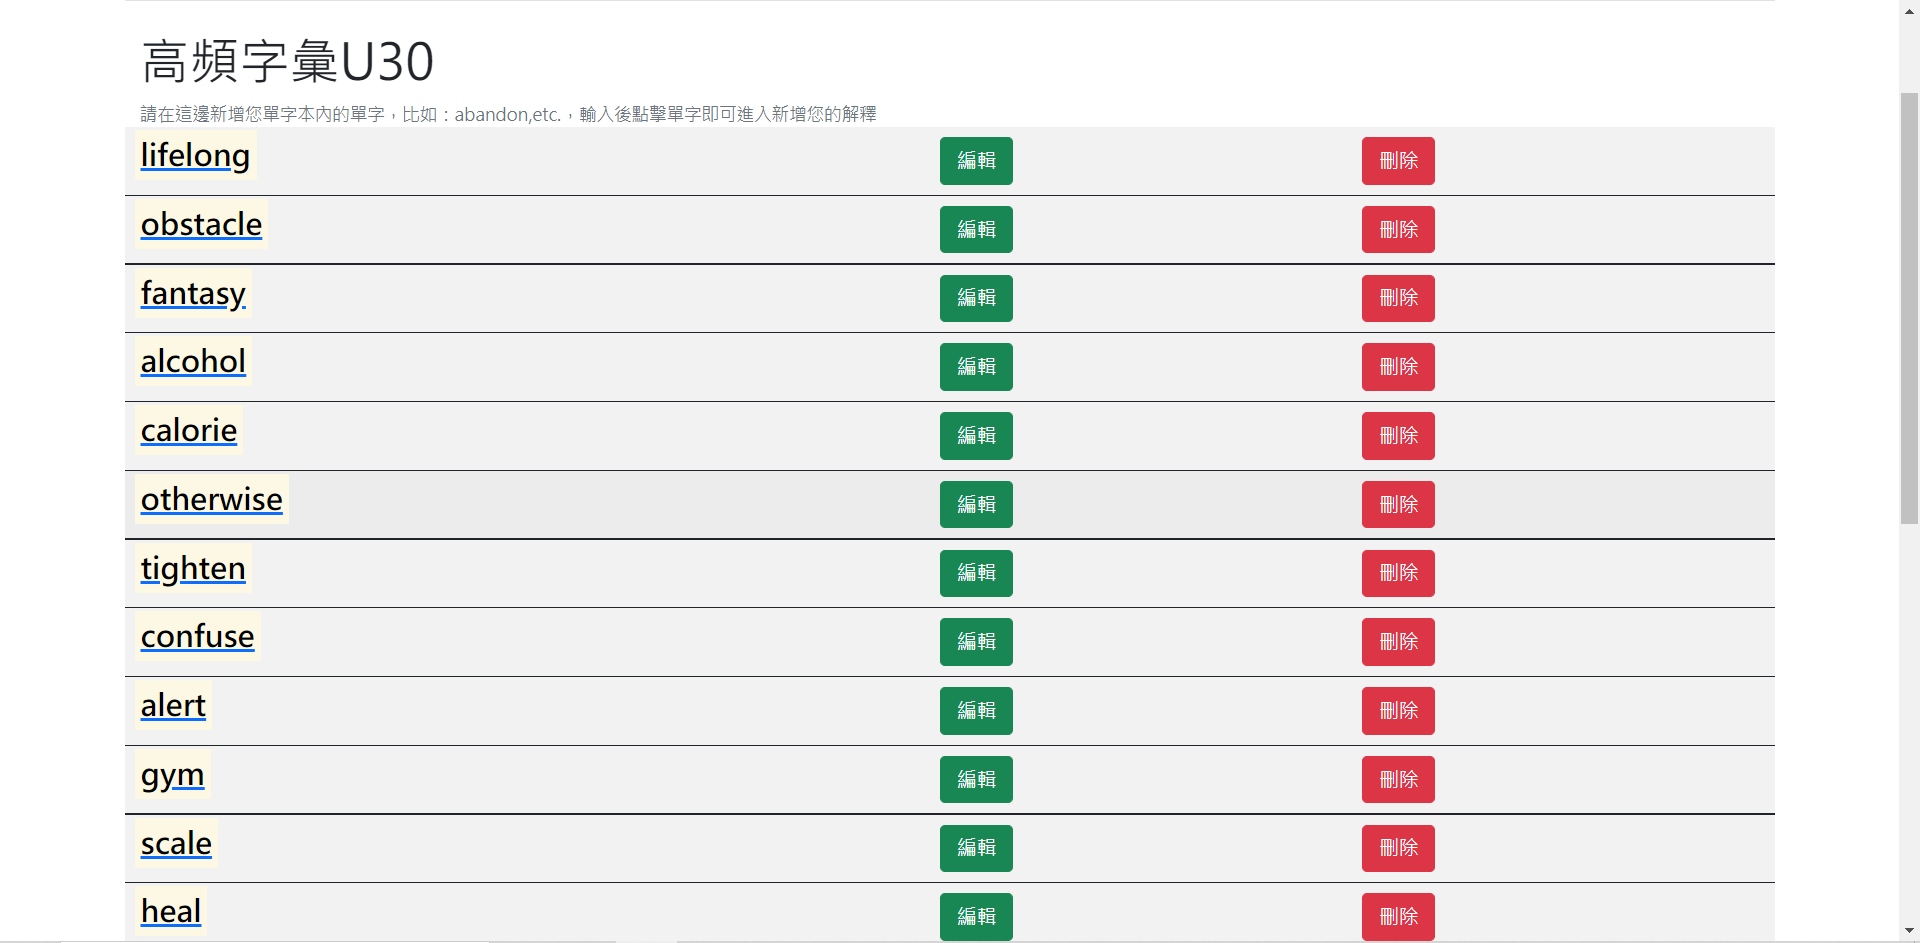 高頻字彙U30
請在這邊新增您單字本內的單字，比如：abandon,etc.，輸入後點擊單字即可進入新增您的解釋
lifelong 編輯 刪除
obstacle 編輯 刪除
fantasy 編輯 刪除
alcohol 編輯 刪除
calorie 編輯 刪除
otherwise 編輯 刪除
tighten 編輯 刪除
confuse 編輯 刪除
alert 編輯 刪除
gym 編輯 刪除
scale 編輯 刪除
heal 編輯 刪除